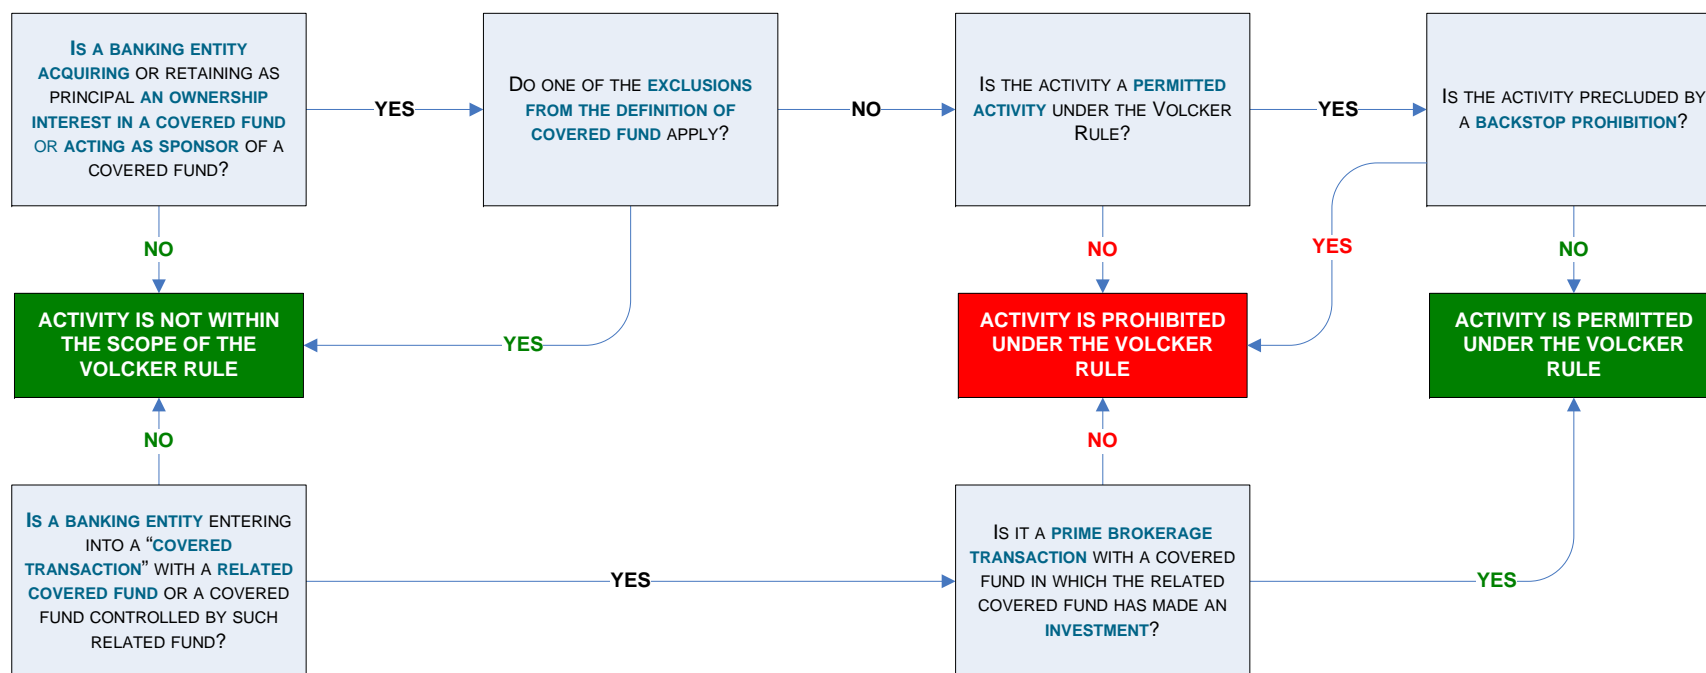 Is a banking entity
acquiring or retaining as
principal an ownership
interest in a covered fund
or acting as sponsor of a
covered fund?
YES
Do one of the exclusions
from the definition of
covered fund apply?
NO
Is the activity a permitted
activity under the Volcker
Rule?
YES
Is the activity precluded by
a backstop prohibition?
NO
YES
NO
YES
NO
ACTIVITY IS NOT WITHIN
THE SCOPE OF THE
VOLCKER RULE
ACTIVITY IS PROHIBITED
UNDER THE VOLCKER
RULE
ACTIVITY IS PERMITTED
UNDER THE VOLCKER
RULE
NO
NO
Is a banking entity entering
into a “covered
transaction” with a related
covered fund or a covered
fund controlled by such
related fund?
YES
Is it a prime brokerage
transaction with a covered
fund in which the related
covered fund has made an
investment?
YES